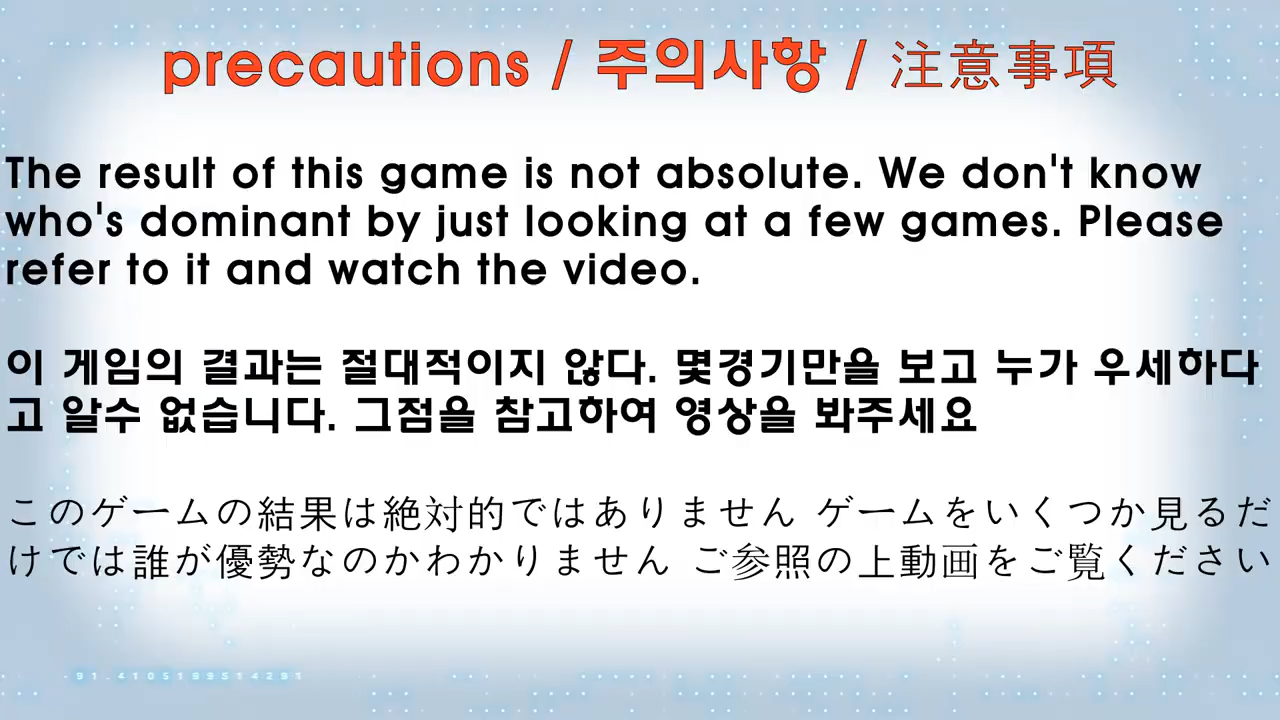 precautions / 주의사항 / 注意事項
The result of this game is not absolute. We don't know
who's dominant by just looking at a few games. Please
refer to it and watch the video.
이 게임의 결과는 절대적이지 않다. 몇경기만을 보고 누가 우세하다
고 알수 없습니다. 그점을 참고하여 영상을 봐주세요
このゲームの結果は絶対的ではありません ゲームをいくつか見るだ
けでは誰が優勢なのかわかりません ご参照の上動画をご覧ください
-91.4105199514291